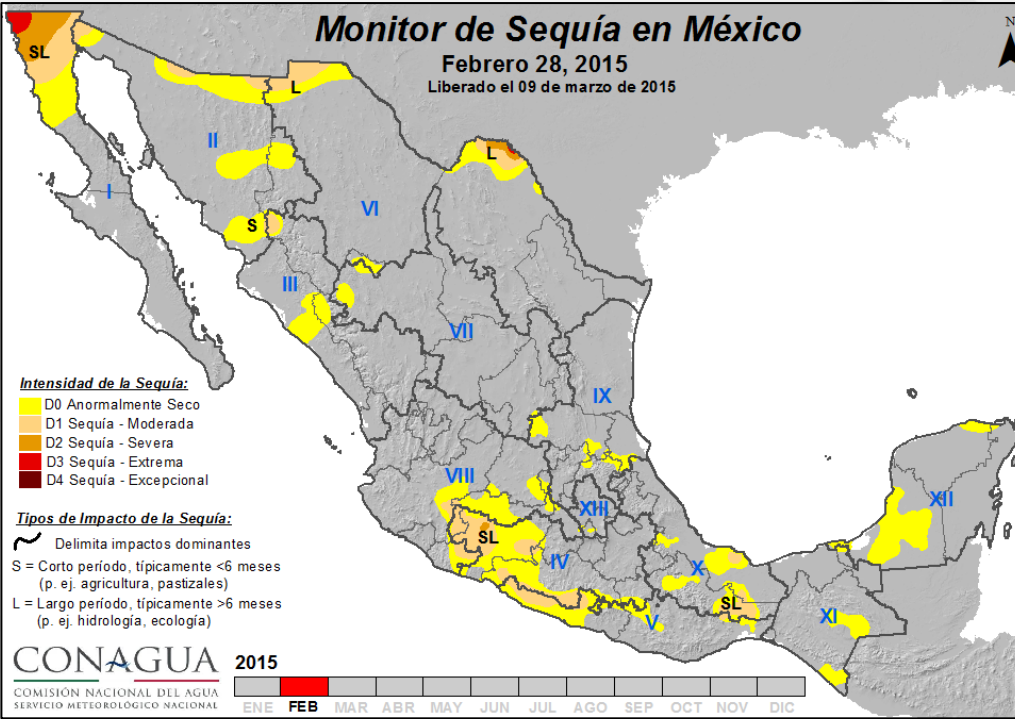 Monitor de Sequía en México
Febrero 28, 2015
Liberado el 09 de marzo de 2015
N
SL
L
II
L
I
VI
S
III
VII
IX
Intensidad de la Sequía:
D0 Anormalmente Seco
D1 Sequía - Moderada
D2 Sequía - Severa
D3 Sequía - Extrema
D4 Sequía - Excepcional
VIII
XII
XIII
SL
IV
X
SL
V
XI
Tipos de Impacto de la Sequía:
Delimita impactos dominantes
S = Corto período, típicamente <6 meses
(p. ej. agricultura, pastizales)
L = Largo período, típicamente >6 meses
(p. ej. hidrología, ecología)
CONAGUA
COMISIÓN NACIONAL DEL AGUA
SERVICIO METEOROLÓGICO NACIONAL
2015
ENE FEB MAR ABR MAY JUN JUL AGO SEP OCT NOV DIC